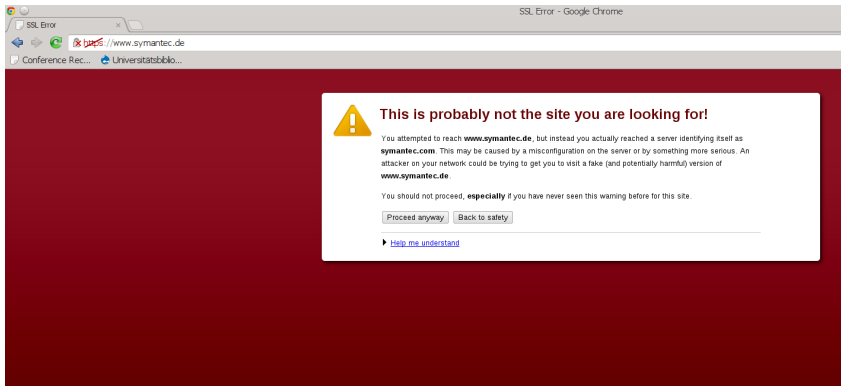 SSL Error - Google Chrome
SSL Error
https://www.symantec.de
Conference Rec... Universitätsbiblio...
This is probably not the site you are looking for!
You attempted to reach www.symantec.de, but instead you actually reached a server identifying itself as
symantec.com. This may be caused by a misconfiguration on the server or by something more serious. An
attacker on your network could be trying to get you to visit a fake (and potentially harmful) version of
www.symantec.de.
You should not proceed, especially if you have never seen this warning before for this site.
Proceed anyway Back to safety
Help me understand